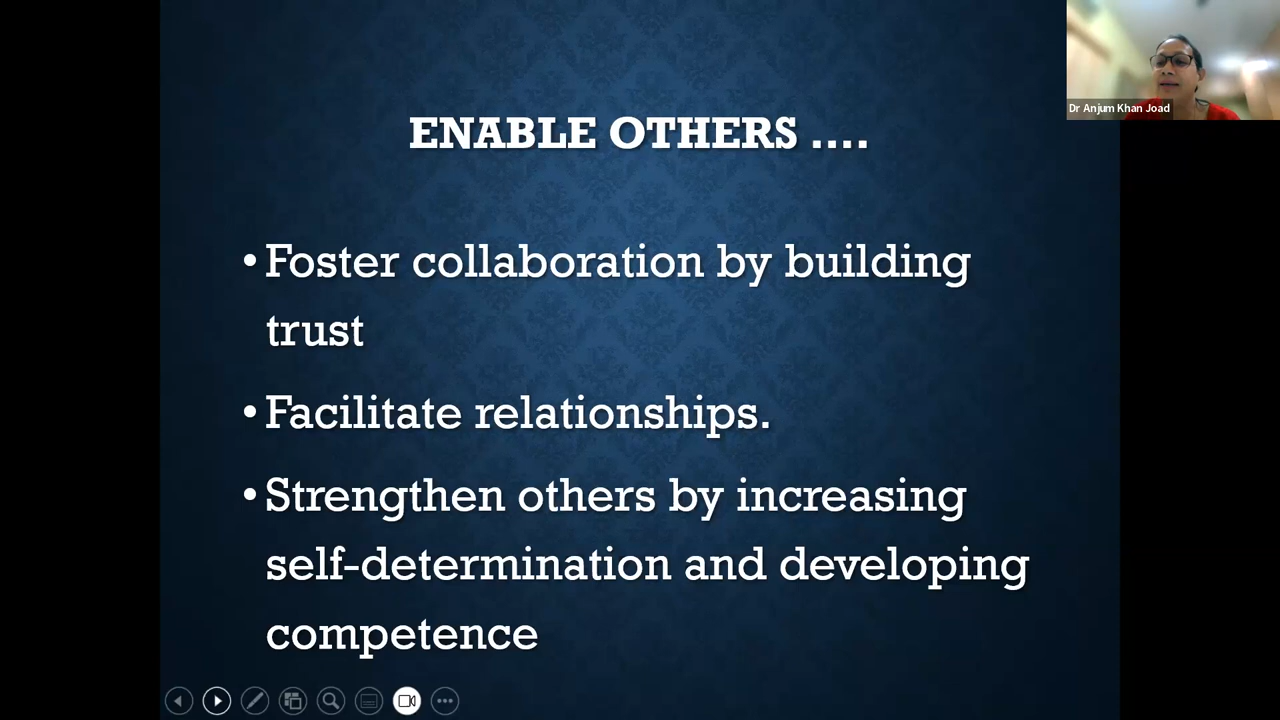 Dr Anjum Khan Joad
ENABLE OTHERS ....
•Foster collaboration by building
trust
•Facilitate relationships.
•Strengthen others by increasing
self-determination and developing
competence